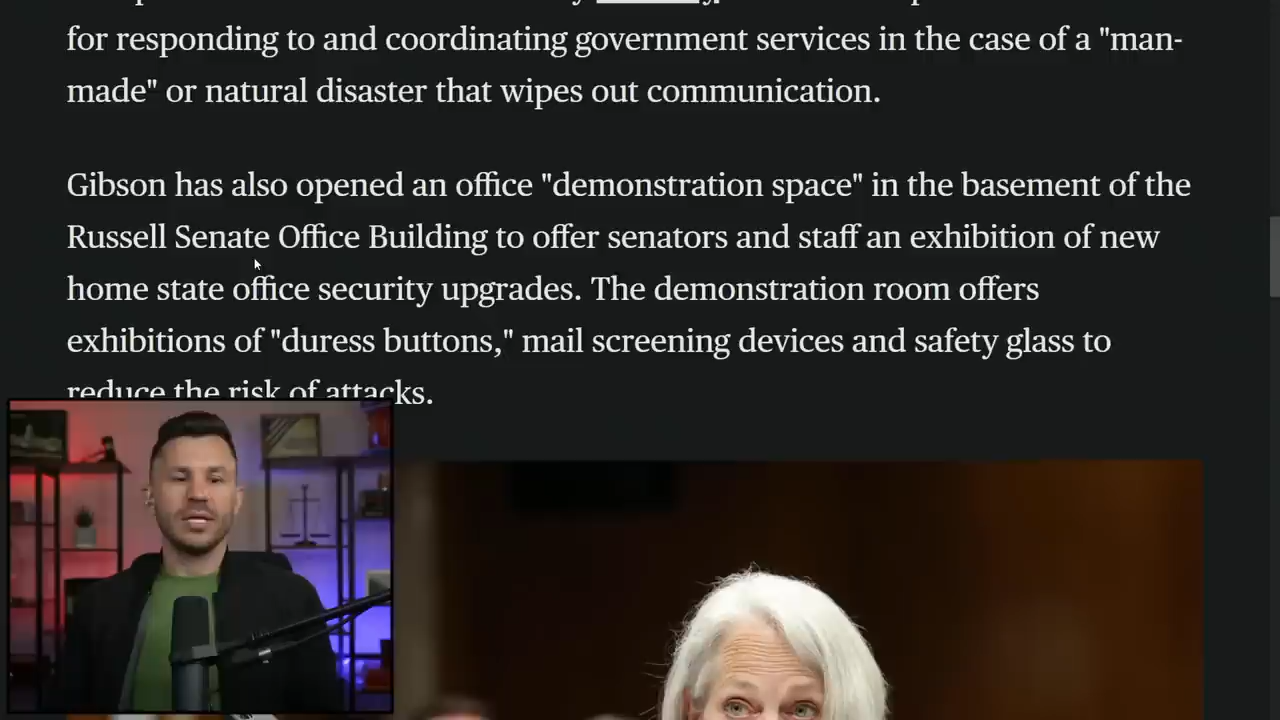 for responding to and coordinating government services in the case of a "man-
made" or natural disaster that wipes out communication.
Gibson has also opened an office "demonstration space" in the basement of the
Russell Senate Office Building to offer senators and staff an exhibition of new
home state office security upgrades. The demonstration room offers
exhibitions of "duress buttons," mail screening devices and safety glass to
reduce the risk of attacks.